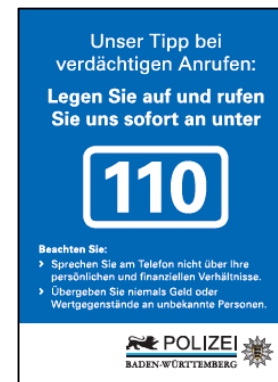 Unser Tipp bei
verdächtigen Anrufen:
Legen Sie auf und rufen
Sie uns sofort an unter
110
Beachten Sie:
> Sprechen Sie am Telefon nicht über Ihre
persönlichen und finanziellen Verhältnisse.
> Übergeben Sie niemals Geld oder
Wertgegenstände an unbekannte Personen.
POLIZEI
BADEN-WÜRTTEMBERG